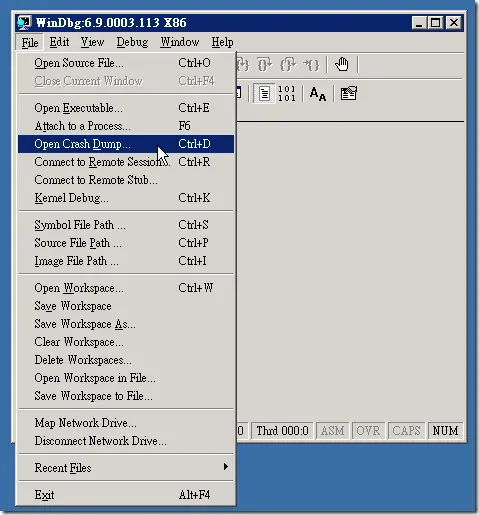 WinDbg:6.9.0003.113 X86
File Edit View Debug Window Help
Open Source File... Ctrl+O
Close Current Window Ctrl+F4
Open Executable... Ctrl+E
Attach to a Process... F6
Open Crash Dump... Ctrl+D
Connect to Remote Session... Ctrl+R
Connect to Remote Stub...
Kernel Debug... Ctrl+K
Symbol File Path ... Ctrl+S
Source File Path ... Ctrl+P
Image File Path ... Ctrl+I
Open Workspace... Ctrl+W
Save Workspace
Save Workspace As...
Clear Workspace...
Delete Workspaces...
Open Workspace in File...
Save Workspace to File...
Map Network Drive...
Disconnect Network Drive...
Recent Files
Exit Alt+F4
101
101
AA
0 Thrd 000:0 ASM OVR CAPS NUM